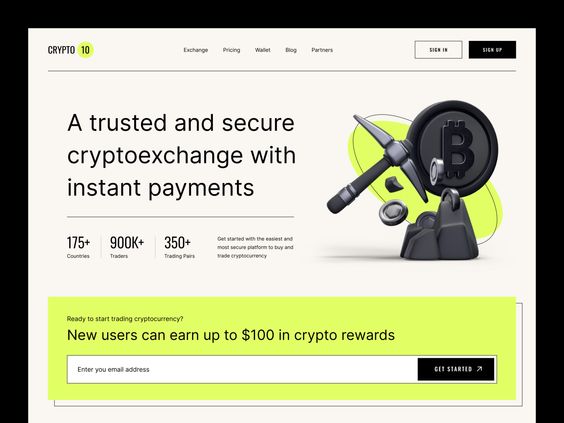 CRYPTO 10
Exchange Pricing Wallet Blog Partners
SIGN IN SIGN UP
A trusted and secure
cryptoexchange with
instant payments
175+ 900K+ 350+
Countries Traders Trading Pairs
Get started with the easiest and
most secure platform to buy and
trade cryptocurrency
Ready to start trading cryptocurrency?
New users can earn up to $100 in crypto rewards
Enter you email address
GET STARTED